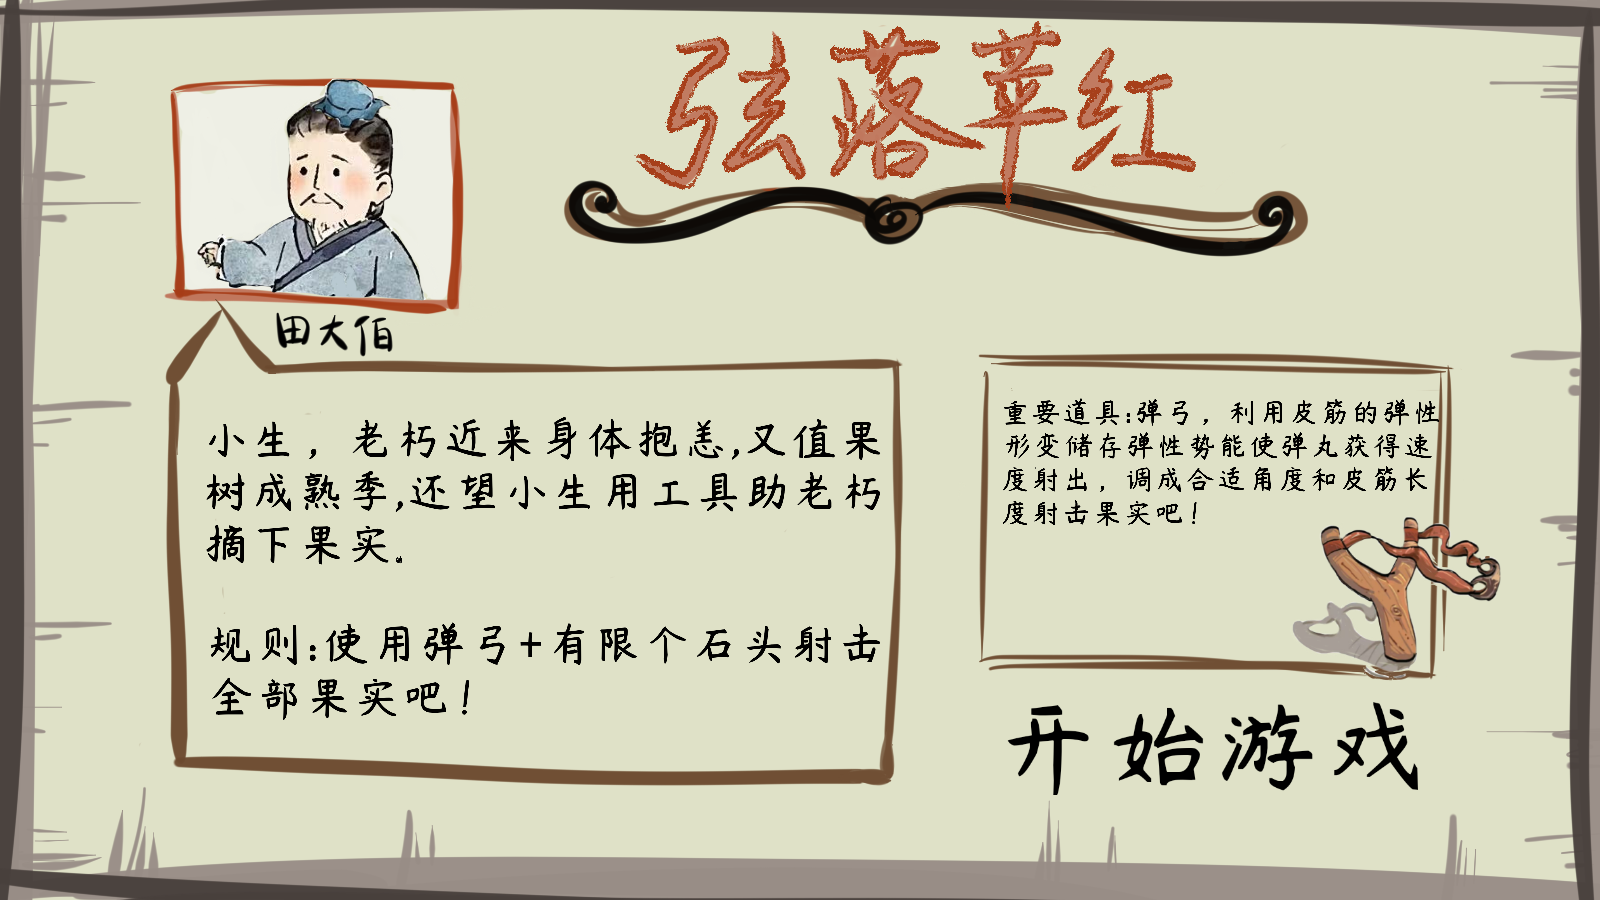 弦落苹红
田大伯
小生，老朽近来身体抱恙,又值果
树成熟季,还望小生用工具助老朽
摘下果实。
规则:使用弹弓+有限个石头射击
全部果实吧！
重要道具:弹弓，利用皮筋的弹性
形变储存弹性势能使弹丸获得速
度射出，调成合适角度和皮筋长
度射击果实吧！
开始游戏